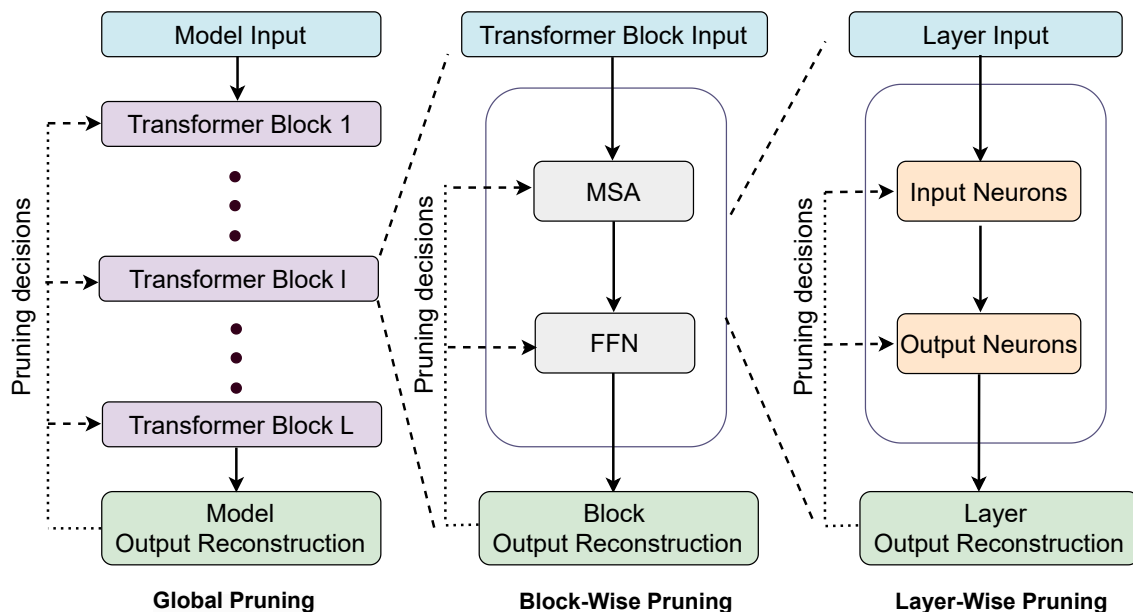 Model Input
Transformer Block 1
Transformer Block l
Transformer Block L
Model
Output Reconstruction
Pruning decisions
Global Pruning
Transformer Block Input
MSA
FFN
Block
Output Reconstruction
Pruning decisions
Block-Wise Pruning
Layer Input
Input Neurons
Output Neurons
Layer
Output Reconstruction
Pruning decisions
Layer-Wise Pruning